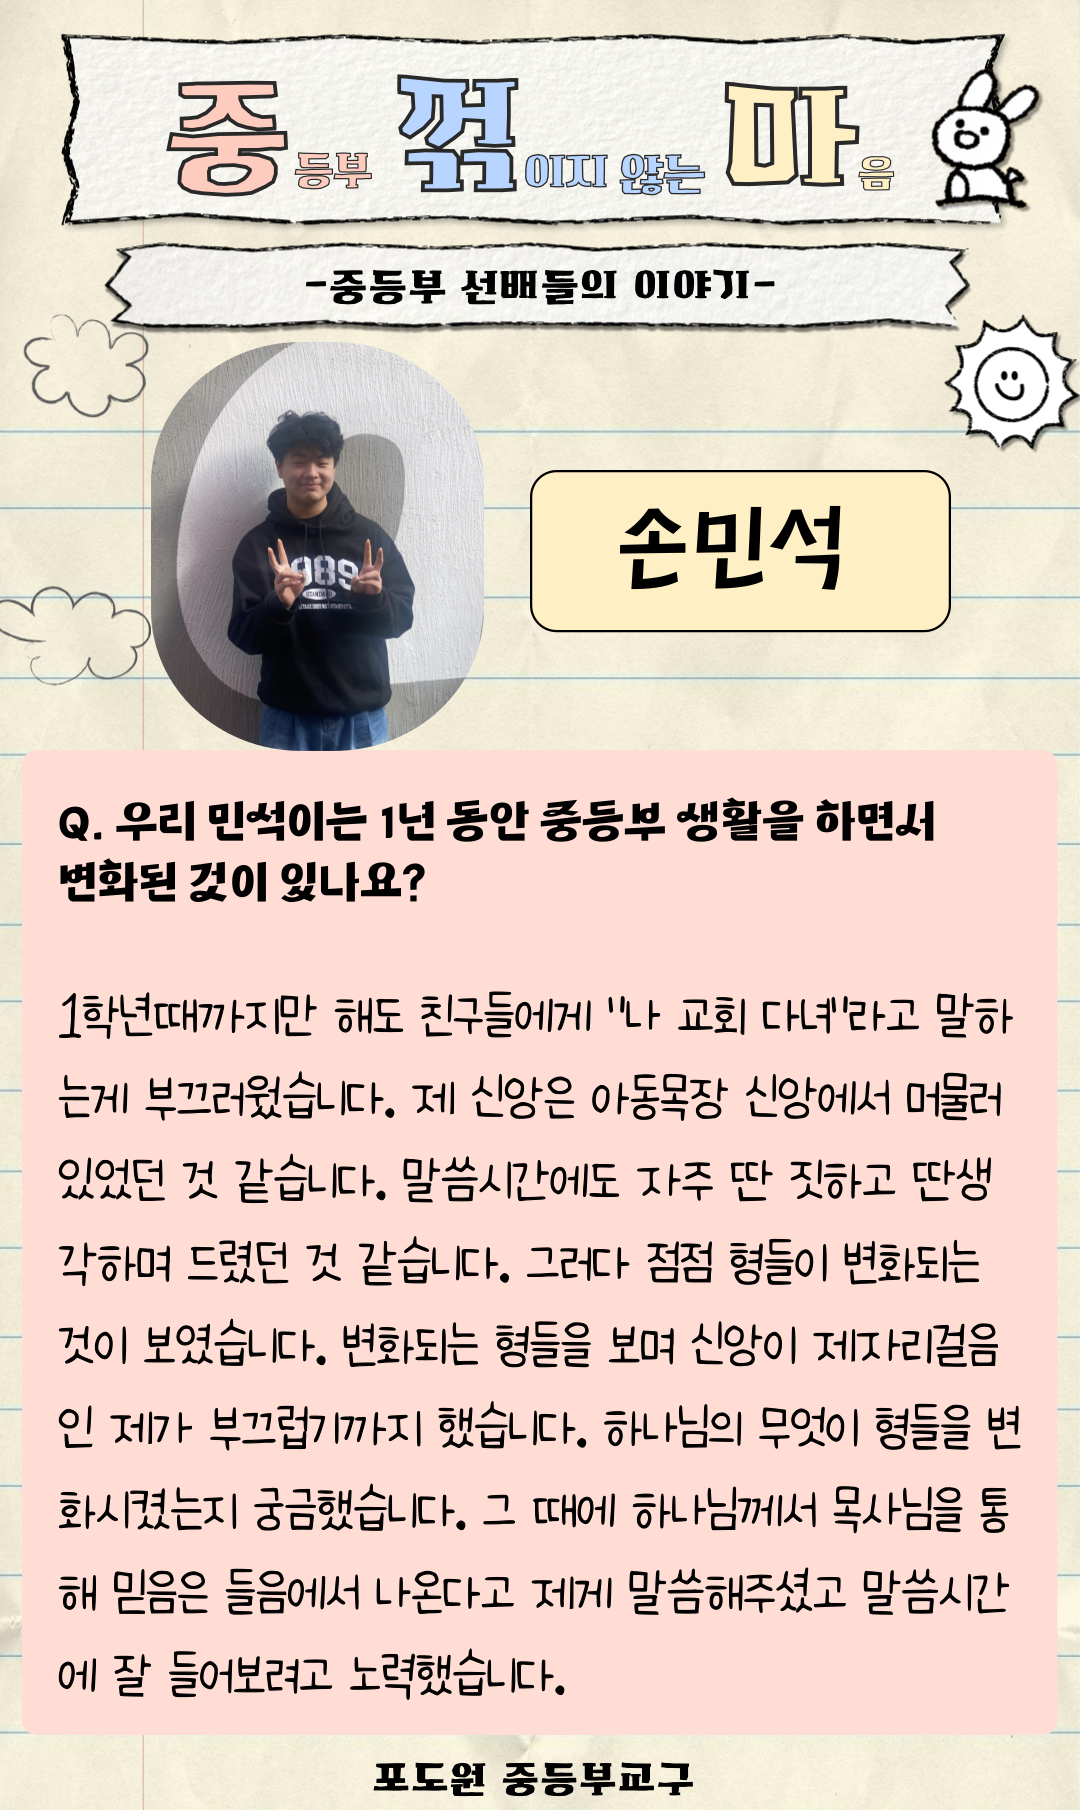 중등부 꺾이지 않는 마음
-중등부 선배들의 이야기-
1989
STANDARD
손민석
Q. 우리 민석이는 1년 동안 중등부 생활을 하면서
변화된 것이 있나요?
1학년때까지만 해도 친구들에게 "나 교회 다녀"라고 말하
는게 부끄러웠습니다. 제 신앙은 아동목장 신앙에서 머물러
있었던 것 같습니다. 말씀시간에도 자주 딴 짓하고 딴생
각하며 드렸던 것 같습니다. 그러다 점점 형들이 변화되는
것이 보였습니다. 변화되는 형들을 보며 신앙이 제자리걸음
인 제가 부끄럽기까지 했습니다. 하나님의 무엇이 형들을 변
화시켰는지 궁금했습니다. 그 때에 하나님께서 목사님을 통
해 믿음은 들음에서 나온다고 제게 말씀해주셨고 말씀시간
에 잘 들어보려고 노력했습니다.
포도원 중등부교구